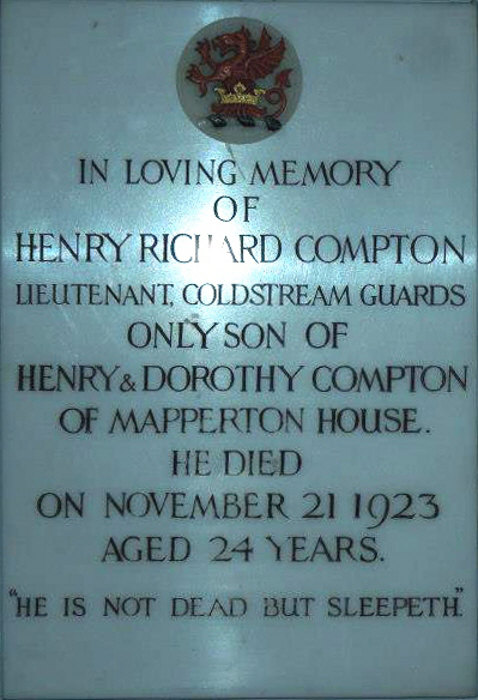 IN LOVING MEMORY
OF
HENRY RICHARD COMPTON
LIEUTENANT, COLDSTREAM GUARDS
ONLY SON OF
HENRY & DOROTHY COMPTON
OF MAPPERTON HOUSE.
HE DIED
ON NOVEMBER 21 1923
AGED 24 YEARS.
"HE IS NOT DEAD BUT SLEEPETH."